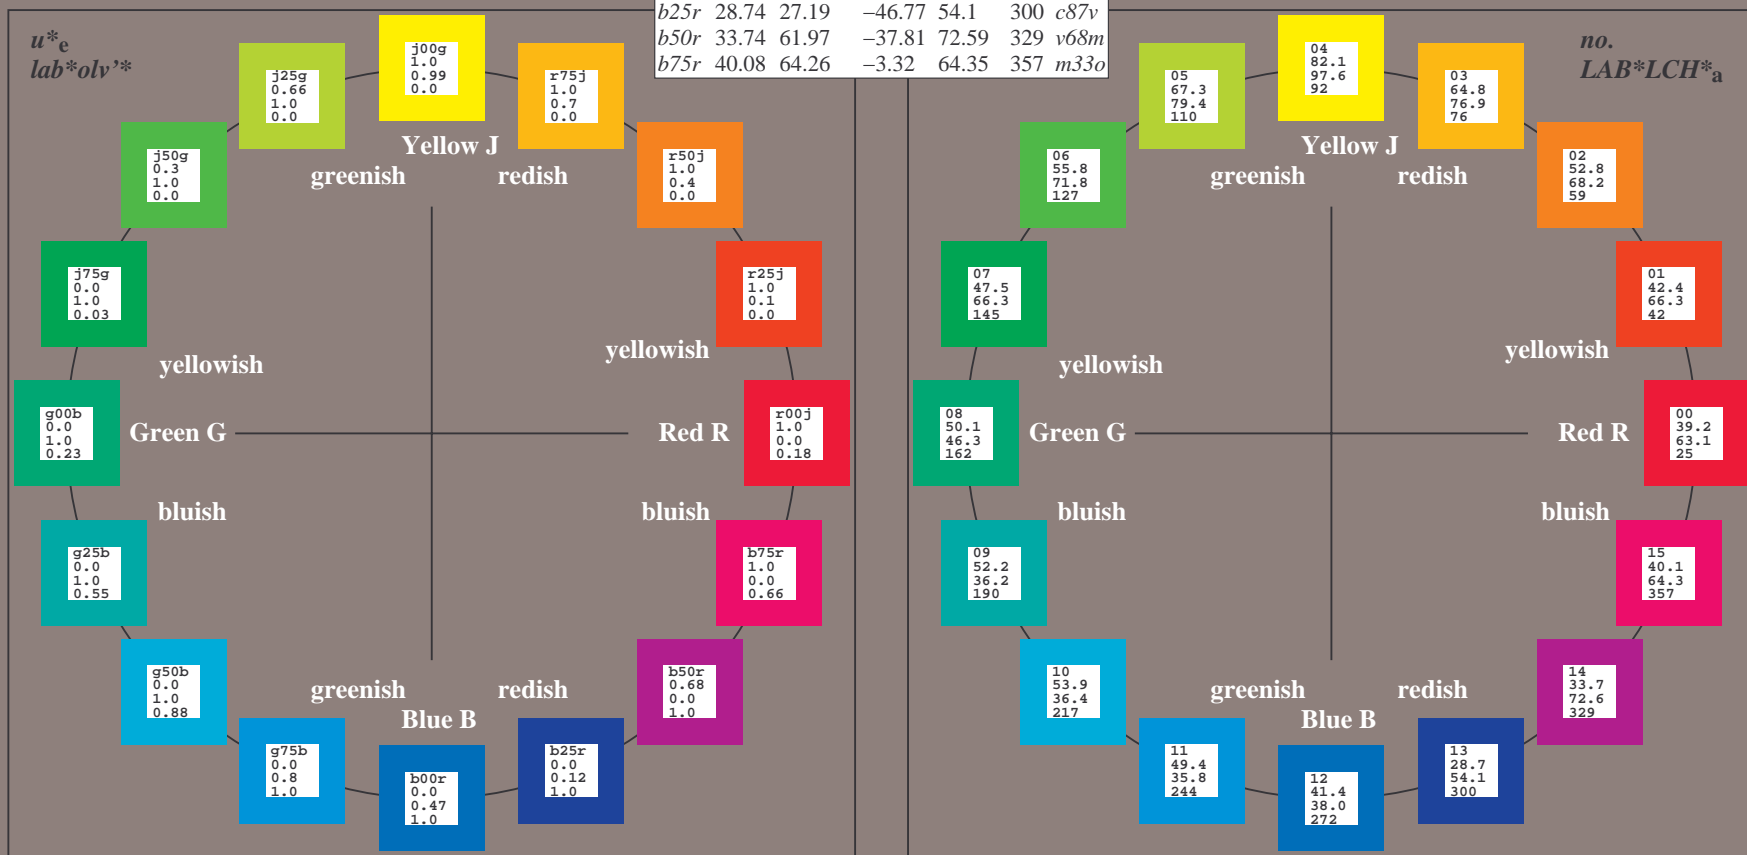 b25r 28.74 27.19 −46.77 54.1 300 c87v
b50r 33.74 61.97 −37.81 72.59 329 v68m
b75r 40.08 64.26 −3.32 64.35 357 m33o
u*e
lab*olv'*
j00g
1.0
0.99
0.0
j25g
0.66
1.0
0.0
r75j
1.0
0.7
0.0
j50g
0.3
1.0
0.0
r50j
1.0
0.4
0.0
Yellow J
greenish redish
j75g
0.0
1.0
0.03
r25j
1.0
0.1
0.0
yellowish
yellowish
g00b
0.0
1.0
0.23
Green G
Red R
r00j
1.0
0.0
0.18
bluish
bluish
g25b
0.0
1.0
0.55
b75r
1.0
0.0
0.66
g50b
0.0
1.0
0.88
b50r
0.68
0.0
1.0
greenish redish
Blue B
g75b
0.0
0.8
1.0
b00r
0.0
0.47
1.0
b25r
0.0
0.12
1.0
no.
LAB*LCH*a
04
82.1
97.6
92
05
67.3
79.4
110
03
64.8
76.9
76
06
55.8
71.8
127
02
52.8
68.2
59
Yellow J
greenish redish
07
47.5
66.3
145
01
42.4
66.3
42
yellowish
yellowish
08
50.1
46.3
162
Green G
Red R
00
39.2
63.1
25
bluish
bluish
09
52.2
36.2
190
15
40.1
64.3
357
10
53.9
36.4
217
14
33.7
72.6
329
greenish redish
Blue B
11
49.4
35.8
244
12
41.4
38.0
272
13
28.7
54.1
300